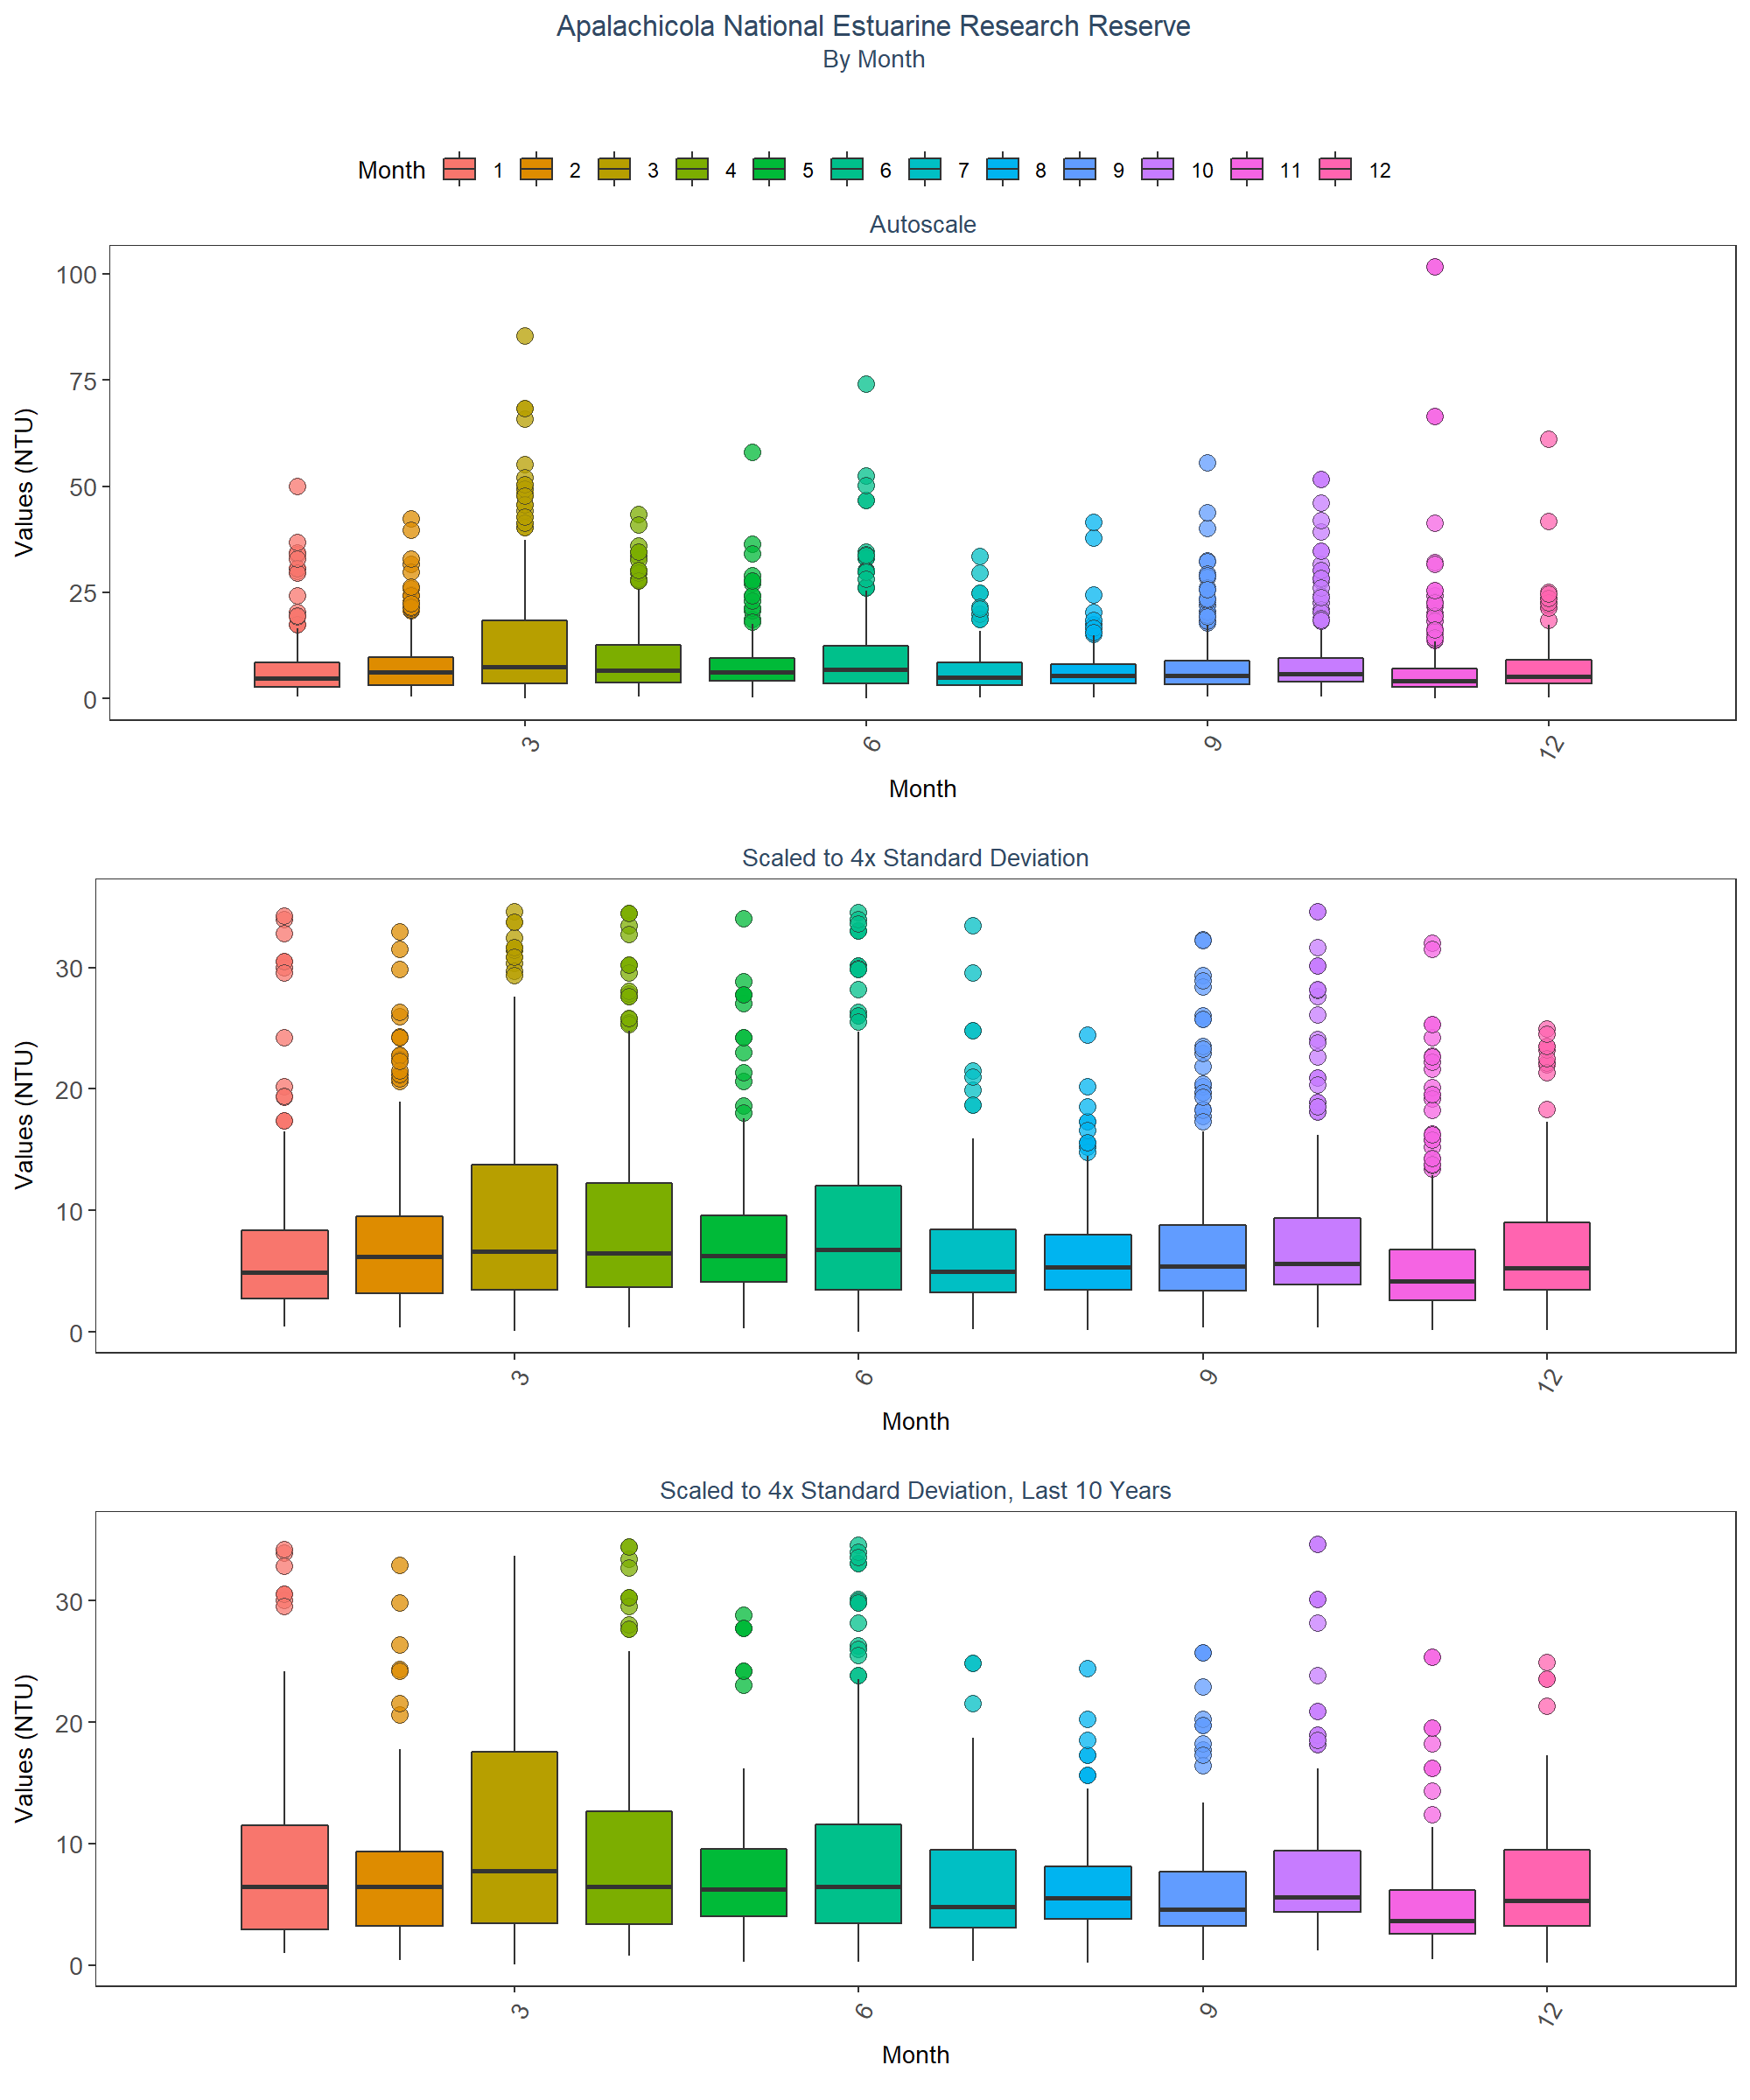 Apalachicola National Estuarine Research Reserve
By Month
Month 1 2 3 4 5 6 7 8 9 10 11 12
Autoscale
Values (NTU)
100
75
50
25
0
3 6 9 12
Month
Scaled to 4x Standard Deviation
Values (NTU)
30
20
10
0
3 6 9 12
Month
Scaled to 4x Standard Deviation, Last 10 Years
Values (NTU)
30
20
10
0
3 6 9 12
Month